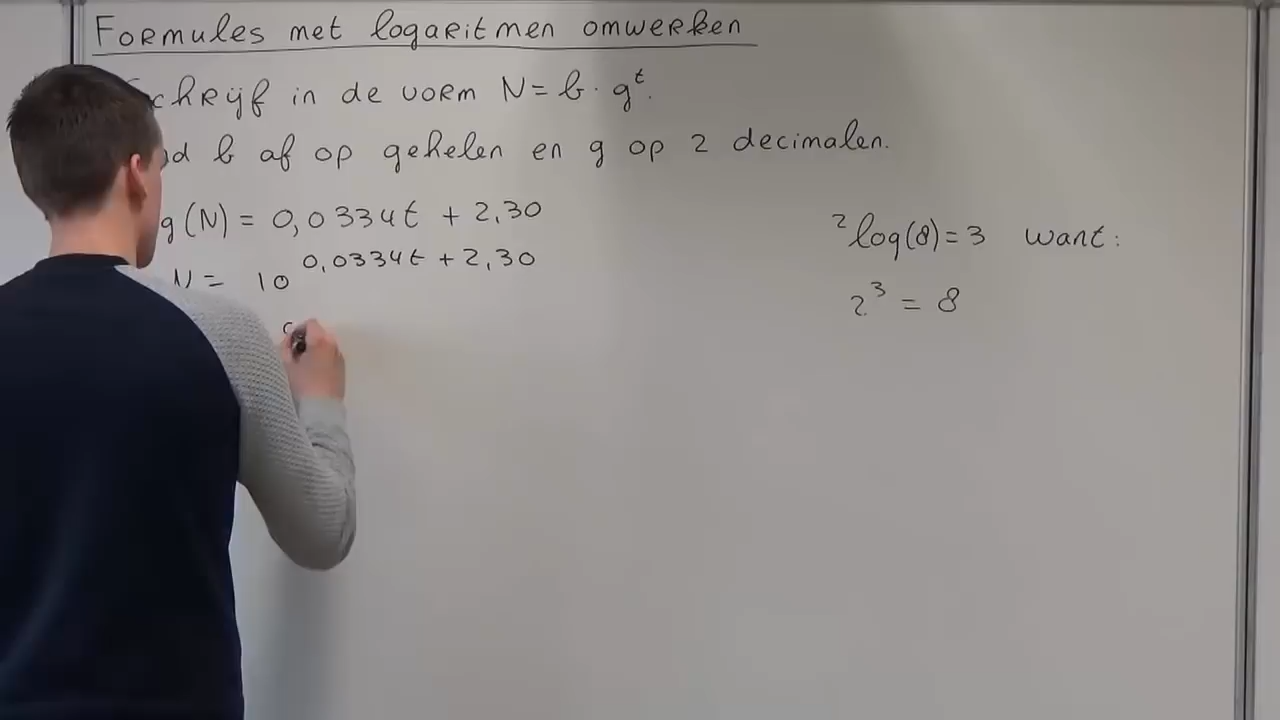 Formules met logaritmen omwerken
Schrijf in de vorm N = b · g^t.
b af op gehelen en g op 2 decimalen.
g(N) = 0,0334t + 2,30
N = 10^0,0334t + 2,30
²log(8) = 3 want:
2³ = 8